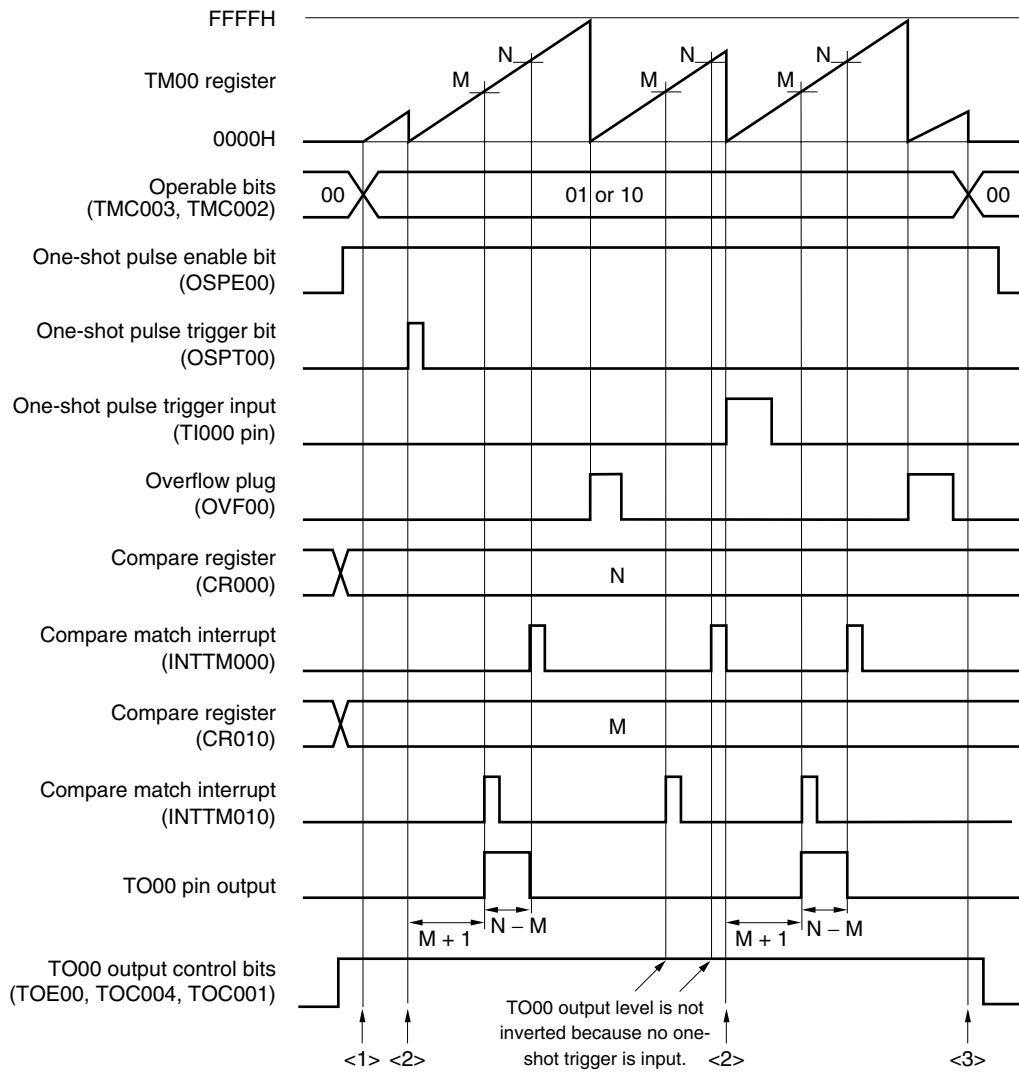 FFFFH
TM00 register
M
N
M
N
M
N
0000H
Operable bits
(TMC003, TMC002)
00
01 or 10
00
One-shot pulse enable bit
(OSPE00)
One-shot pulse trigger bit
(OSPT00)
One-shot pulse trigger input
(TI000 pin)
Overflow plug
(OVF00)
Compare register
(CR000)
N
Compare match interrupt
(INTTM000)
Compare register
(CR010)
M
Compare match interrupt
(INTTM010)
TO00 pin output
M + 1
N − M
M + 1
N − M
TO00 output control bits
(TOE00, TOC004, TOC001)
TO00 output level is not
inverted because no one-
shot trigger is input.
<1>
<2>
<2>
<3>